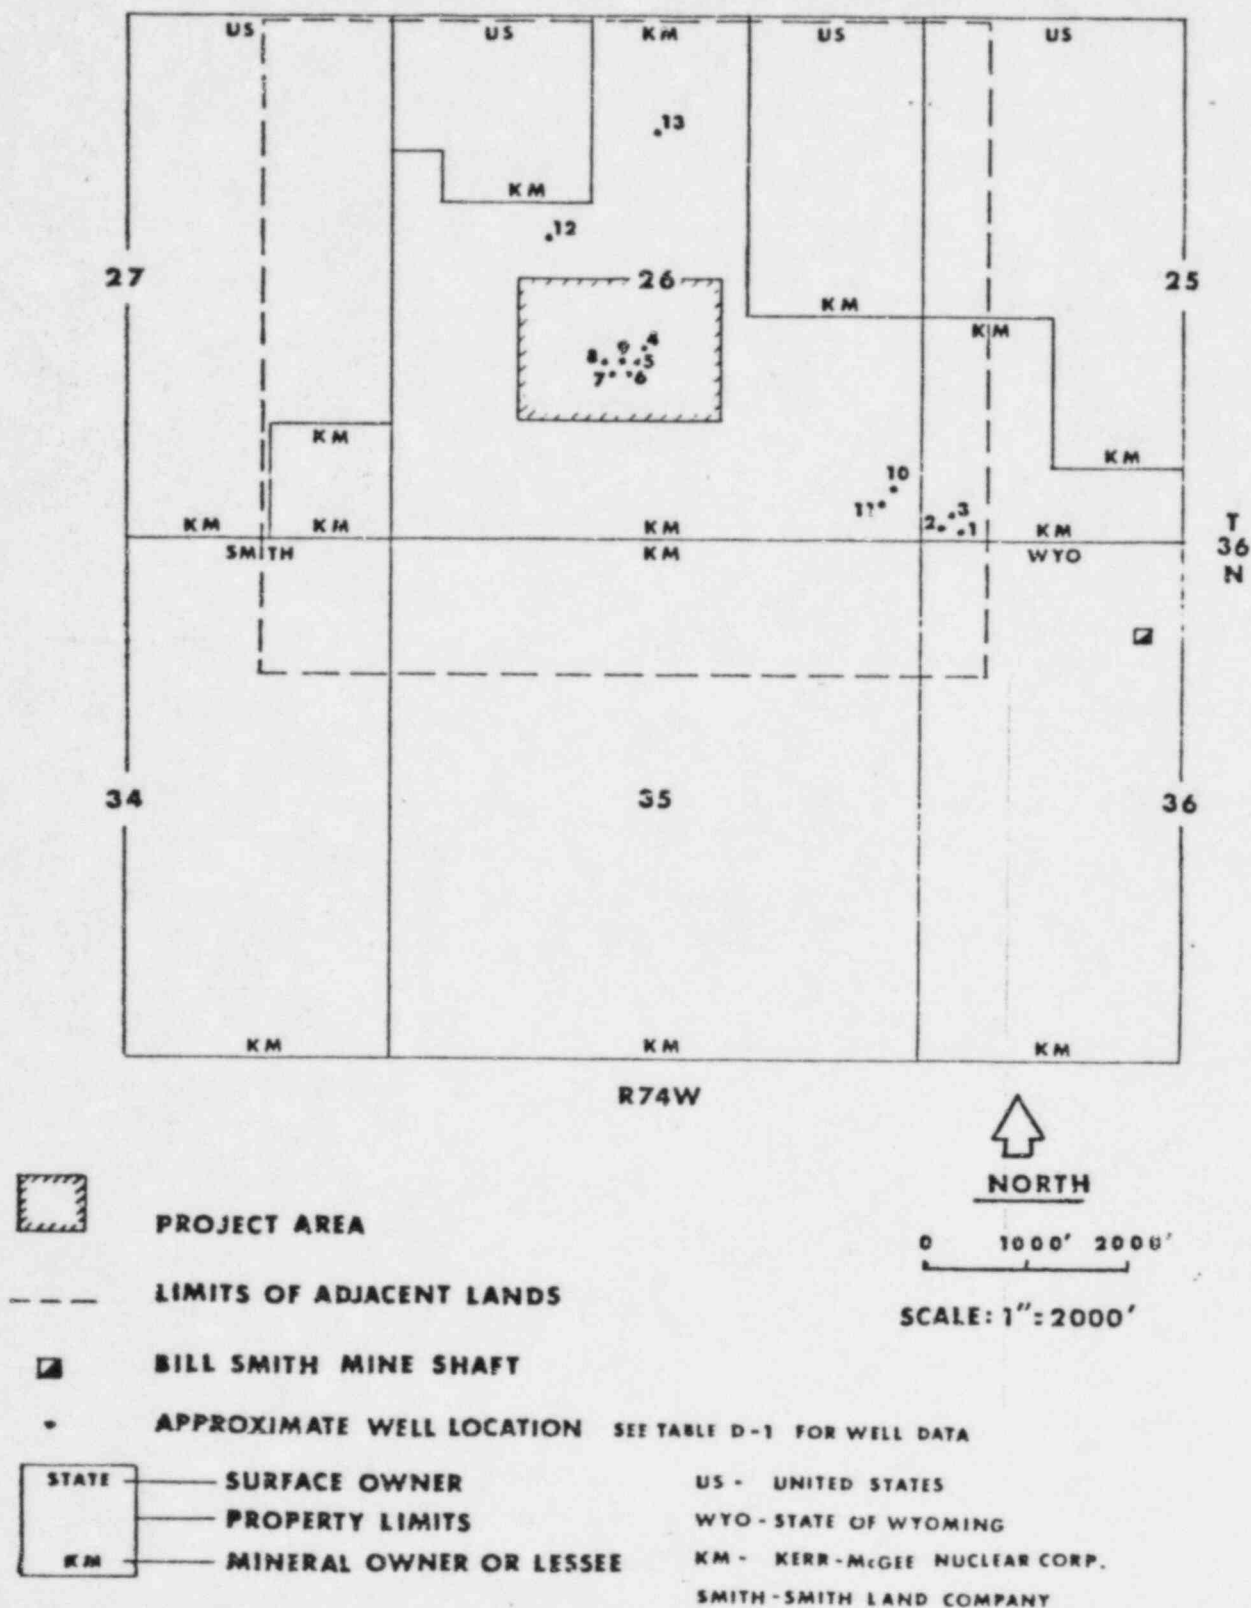 US US KM US US
13
KM
12
27 26 25
KM
KM
9 4
8 5
7 6
KM
KM
10
11 3
2 1
KM KM KM KM
SMITH KM WYO
T
36
N
34 35 36
KM KM KM
R74W
NORTH
PROJECT AREA
0 1000' 2000'
LIMITS OF ADJACENT LANDS
SCALE: 1"= 2000'
BILL SMITH MINE SHAFT
APPROXIMATE WELL LOCATION SEE TABLE D-1 FOR WELL DATA
STATE SURFACE OWNER US - UNITED STATES
PROPERTY LIMITS WYO - STATE OF WYOMING
KM MINERAL OWNER OR LESSEE KM - KERR-McGEE NUCLEAR CORP.
SMITH - SMITH LAND COMPANY